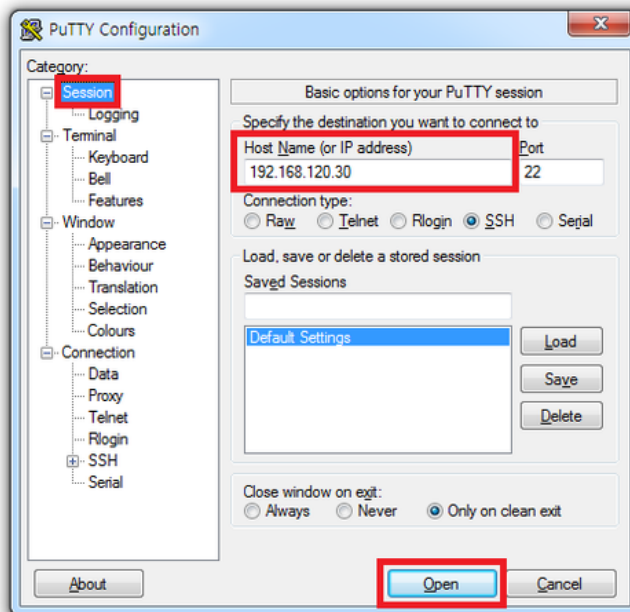 PuTTY Configuration
Category:
Session
Logging
Terminal
Keyboard
Bell
Features
Window
Appearance
Behaviour
Translation
Selection
Colours
Connection
Data
Proxy
Telnet
Rlogin
SSH
Serial
Basic options for your PuTTY session
Specify the destination you want to connect to
Host Name (or IP address) Port
192.168.120.30 22
Connection type:
Raw Telnet Rlogin SSH Serial
Load, save or delete a stored session
Saved Sessions
Default Settings
Load
Save
Delete
Close window on exit:
Always Never Only on clean exit
About Open Cancel